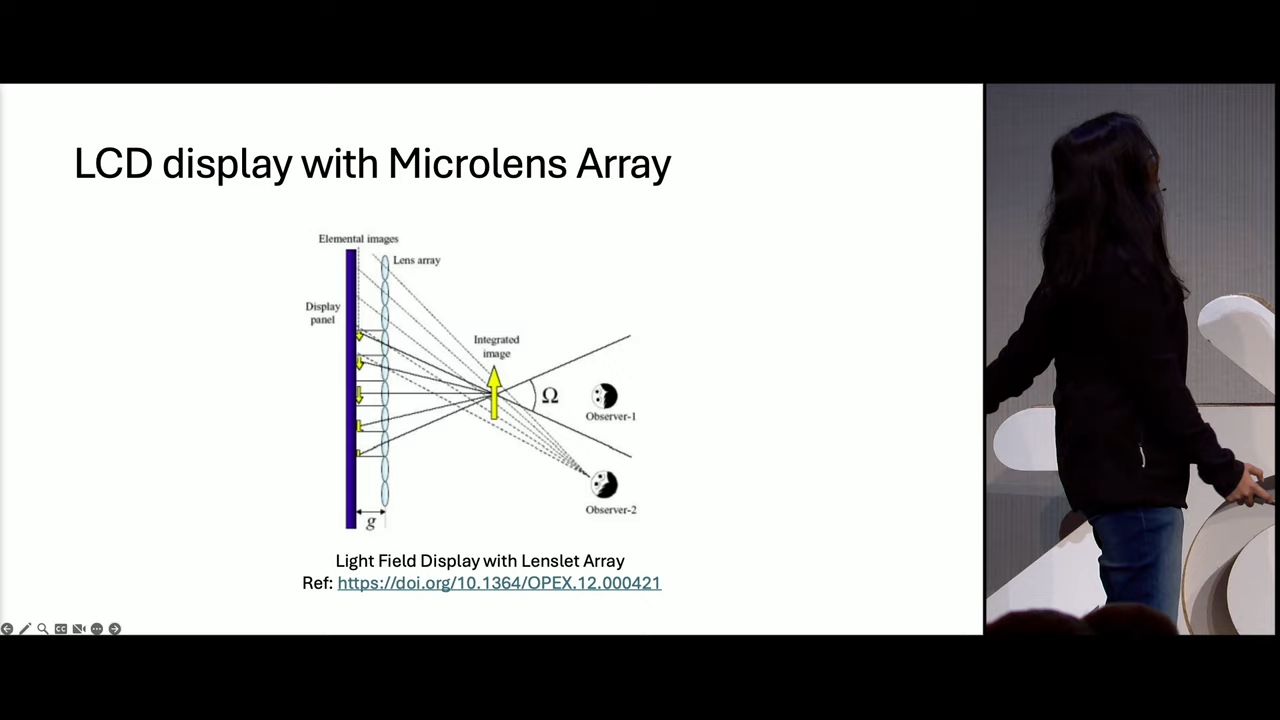 LCD display with Microlens Array
Elemental images
Lens array
Display
panel
Integrated
image
Ω
Observer-1
Observer-2
g
Light Field Display with Lenslet Array
Ref: https://doi.org/10.1364/OPEX.12.000421
CC